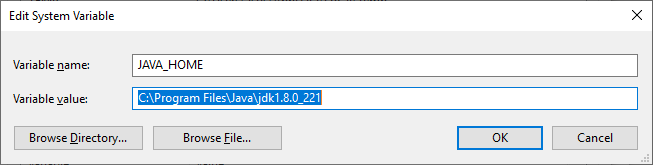 Edit System Variable
Variable name: JAVA_HOME
Variable value: C:\Program Files\Java\jdk1.8.0_221
Browse Directory... Browse File... OK Cancel